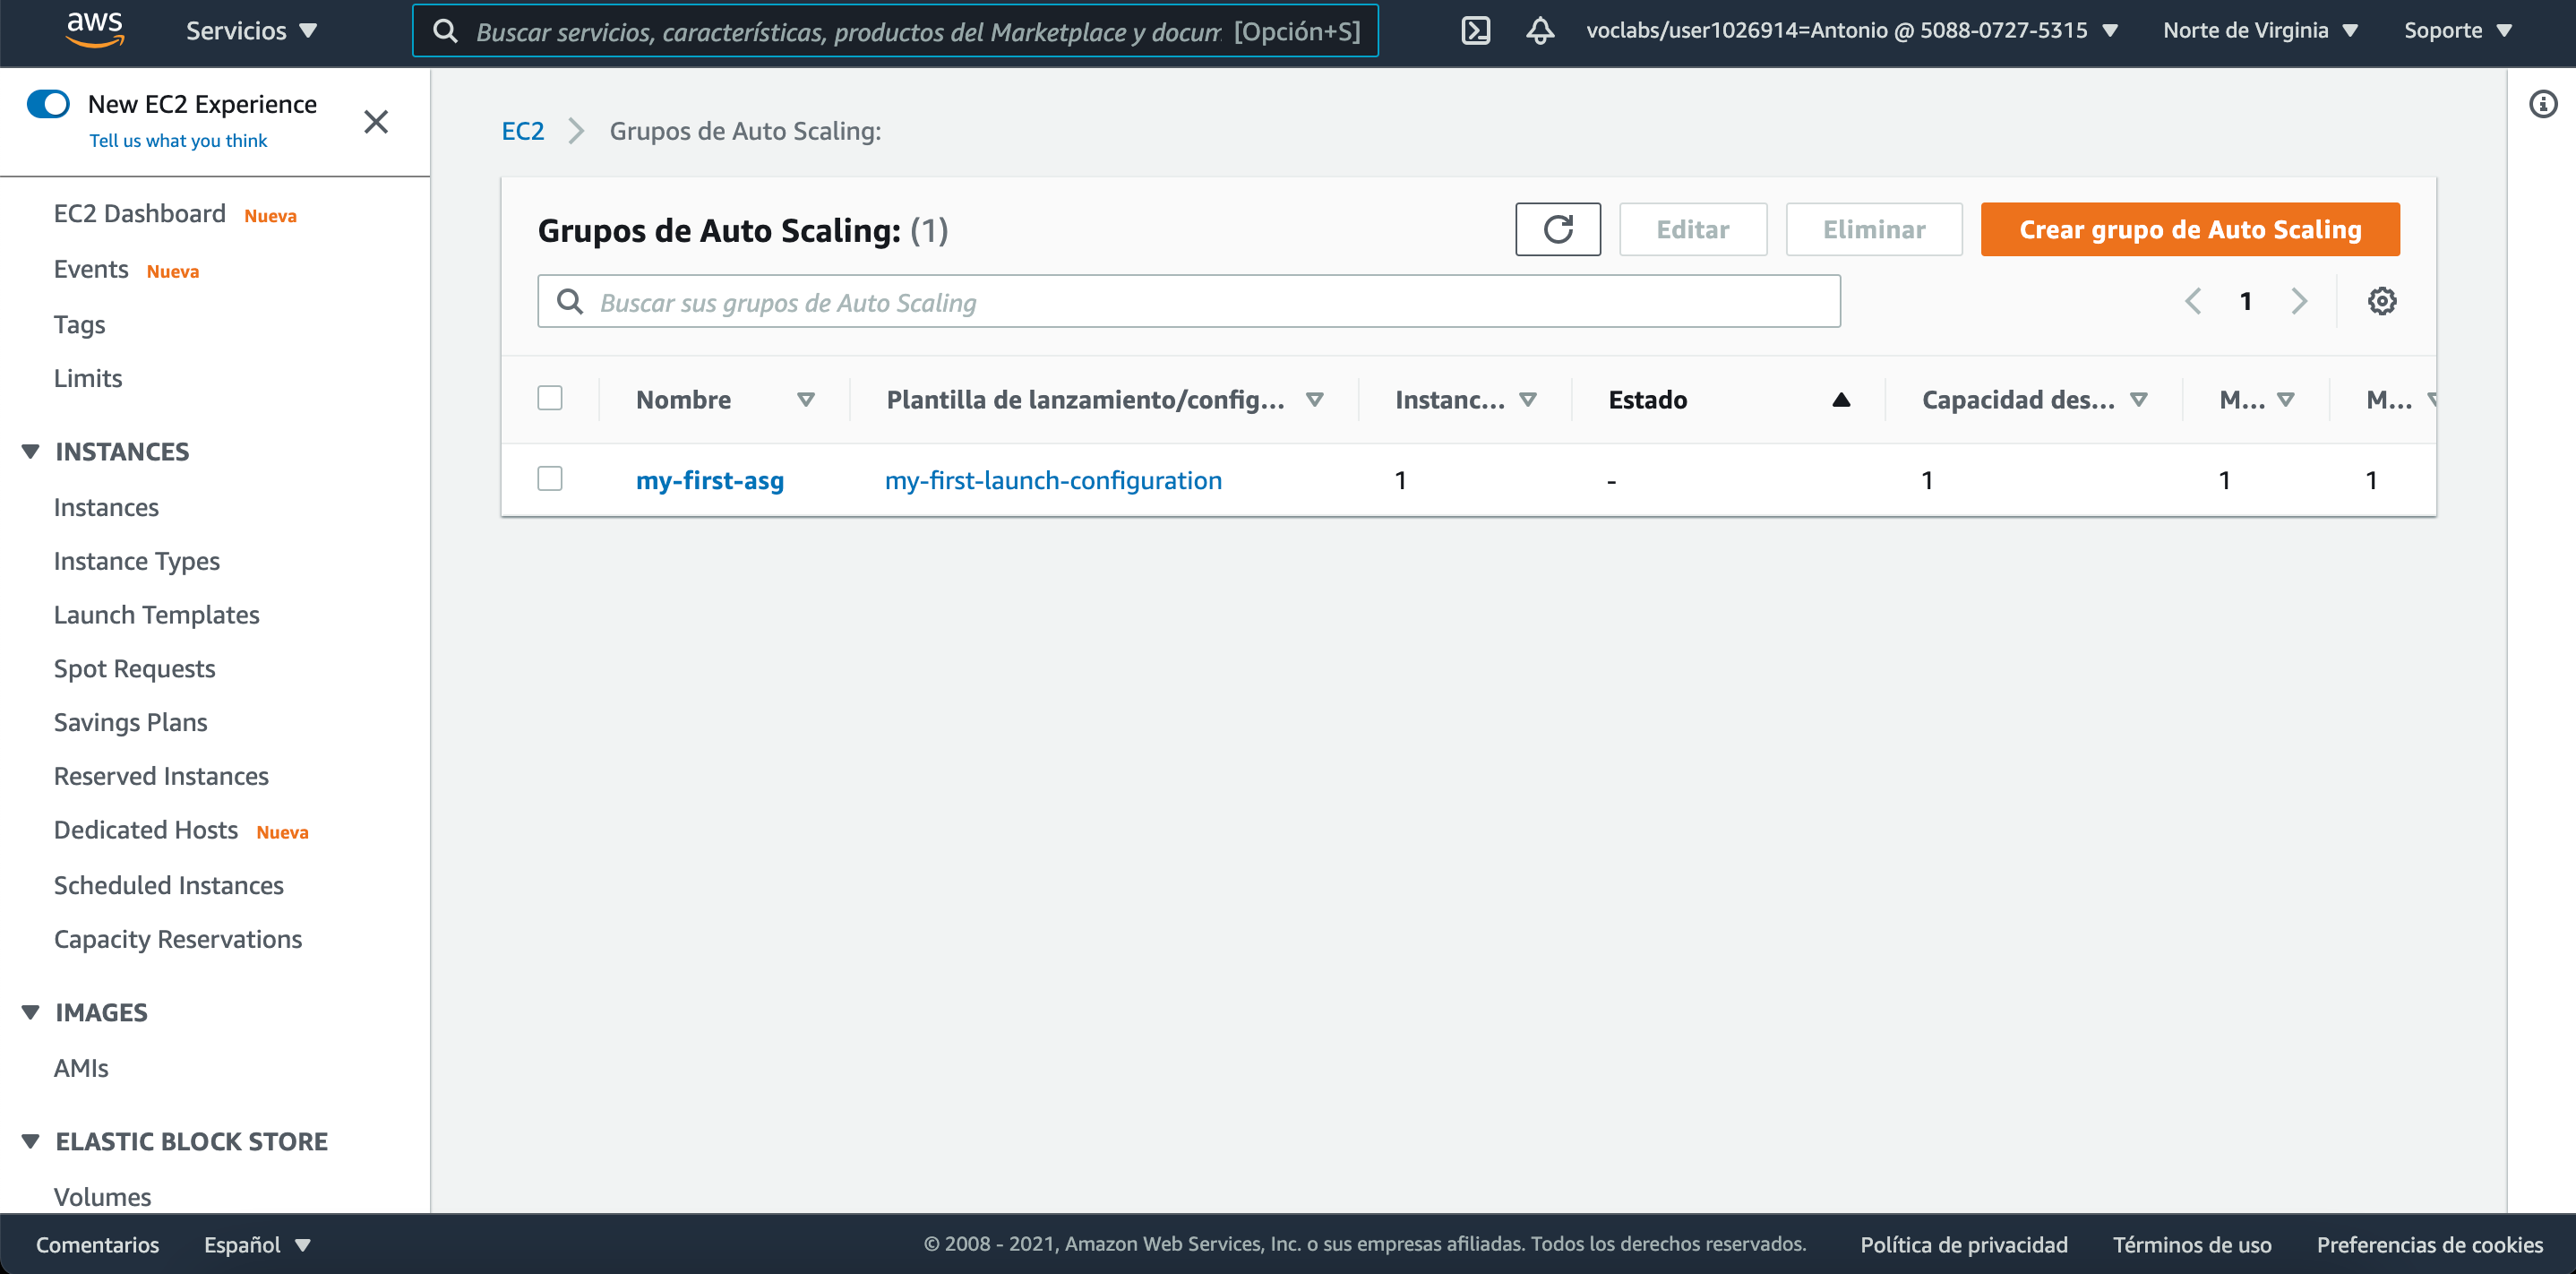 aws Servicios Buscar servicios, características, productos del Marketplace y docum [Opción+S] voclabs/user1026914=Antonio @ 5088-0727-5315 Norte de Virginia Soporte
New EC2 Experience
Tell us what you think
EC2 Dashboard Nueva
Events Nueva
Tags
Limits
INSTANCES
Instances
Instance Types
Launch Templates
Spot Requests
Savings Plans
Reserved Instances
Dedicated Hosts Nueva
Scheduled Instances
Capacity Reservations
IMAGES
AMIs
ELASTIC BLOCK STORE
Volumes
EC2 Grupos de Auto Scaling:
Grupos de Auto Scaling: (1) Editar Eliminar Crear grupo de Auto Scaling
Buscar sus grupos de Auto Scaling 1
Nombre Plantilla de lanzamiento/config... Instanc... Estado Capacidad des... M... M...
my-first-asg my-first-launch-configuration 1 - 1 1 1
Comentarios Español © 2008 - 2021, Amazon Web Services, Inc. o sus empresas afiliadas. Todos los derechos reservados. Política de privacidad Términos de uso Preferencias de cookies